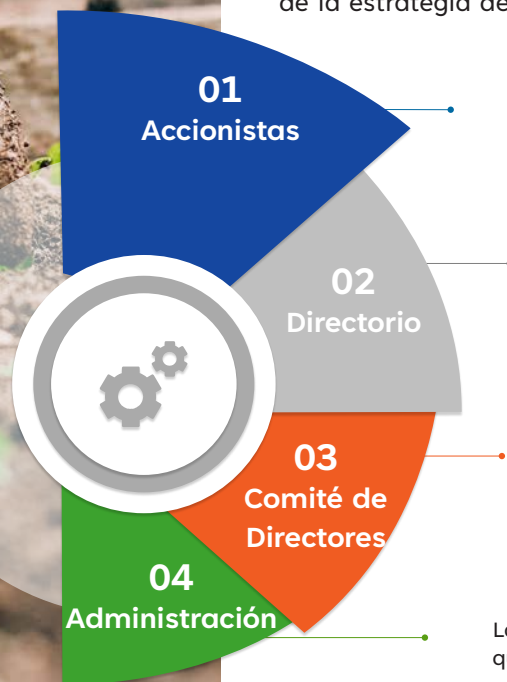 de la estrategia de
01
Accionistas
02
Directorio
03
Comité de
Directores
04
Administración